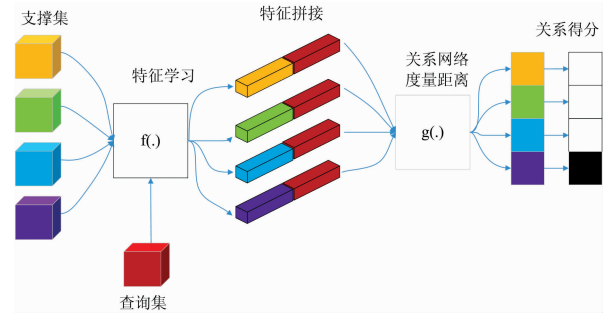 支撑集
特征学习
f(.)
查询集
特征拼接
关系网络
度量距离
g(.)
关系得分